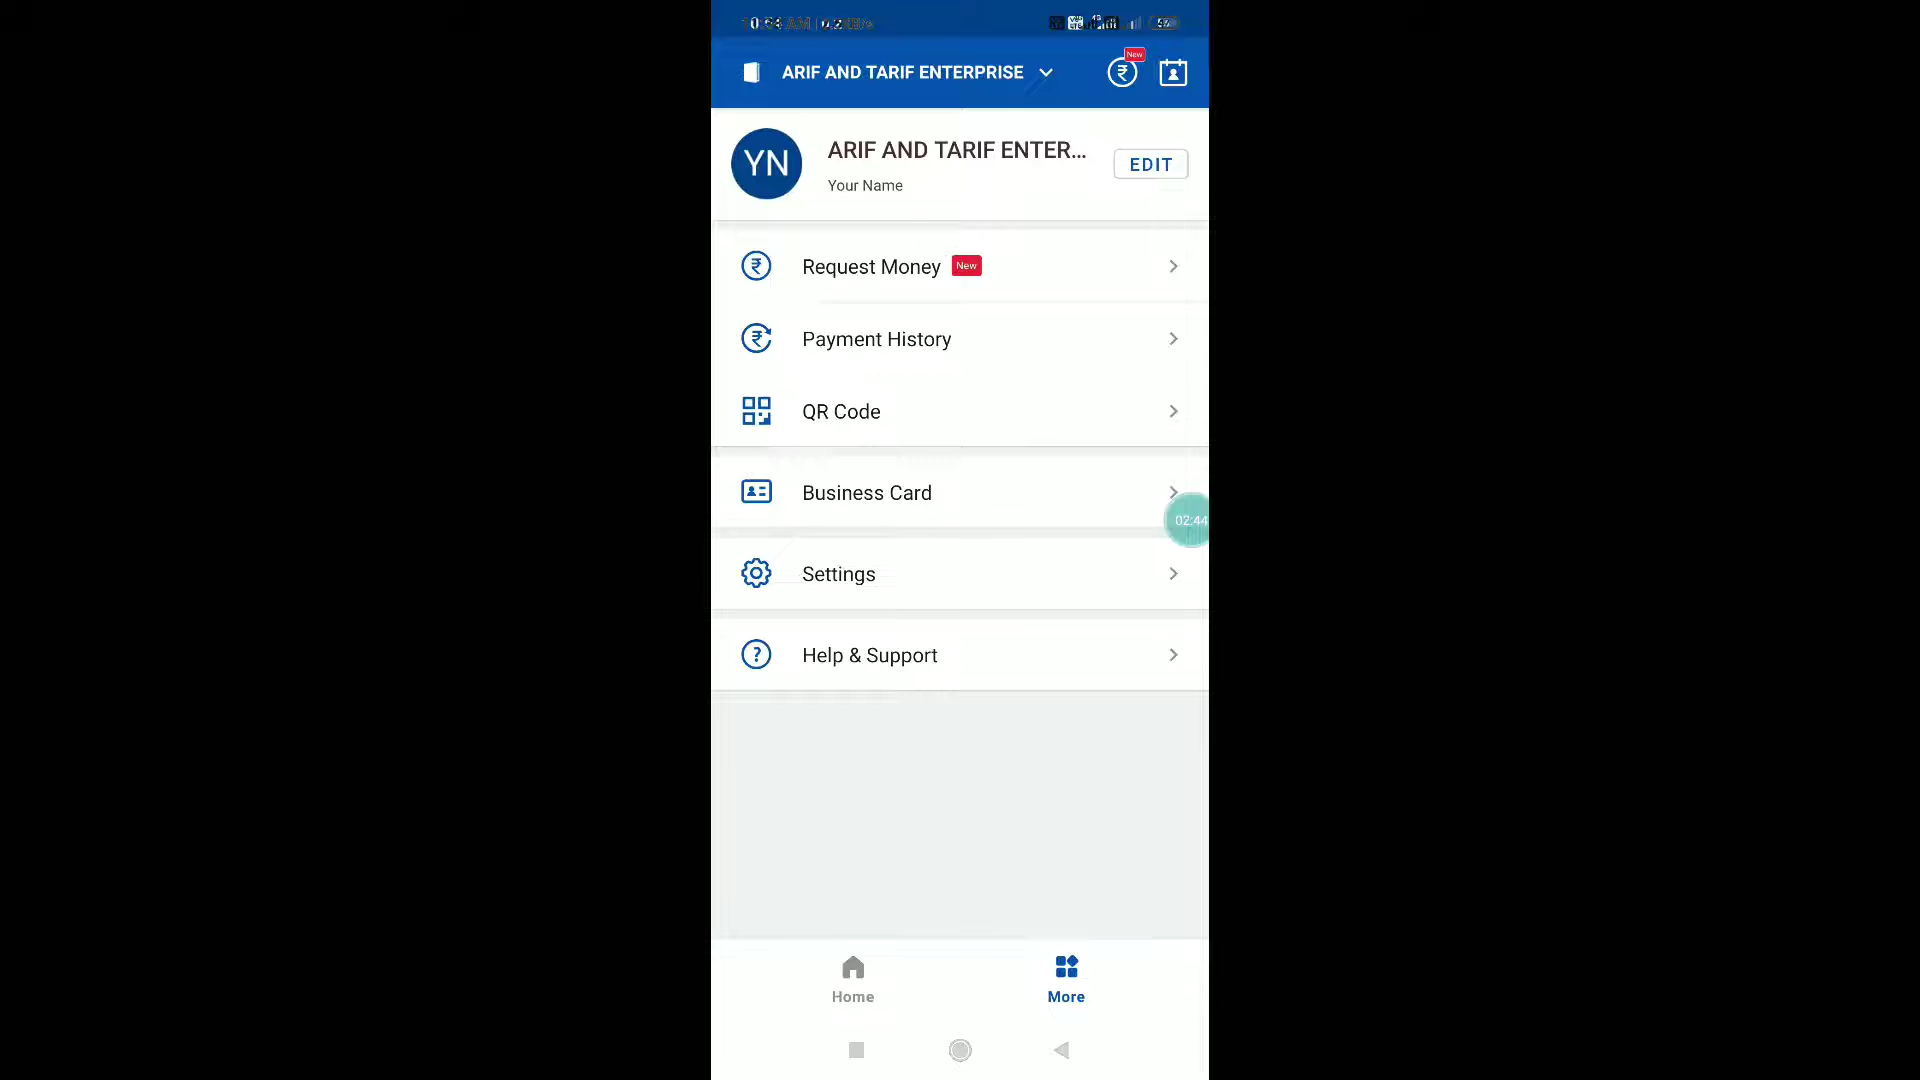 ARIF AND TARIF ENTERPRISE
New
YN
ARIF AND TARIF ENTER...
Your Name
EDIT
Request Money New
Payment History
QR Code
Business Card
02:44
Settings
Help & Support
Home
More